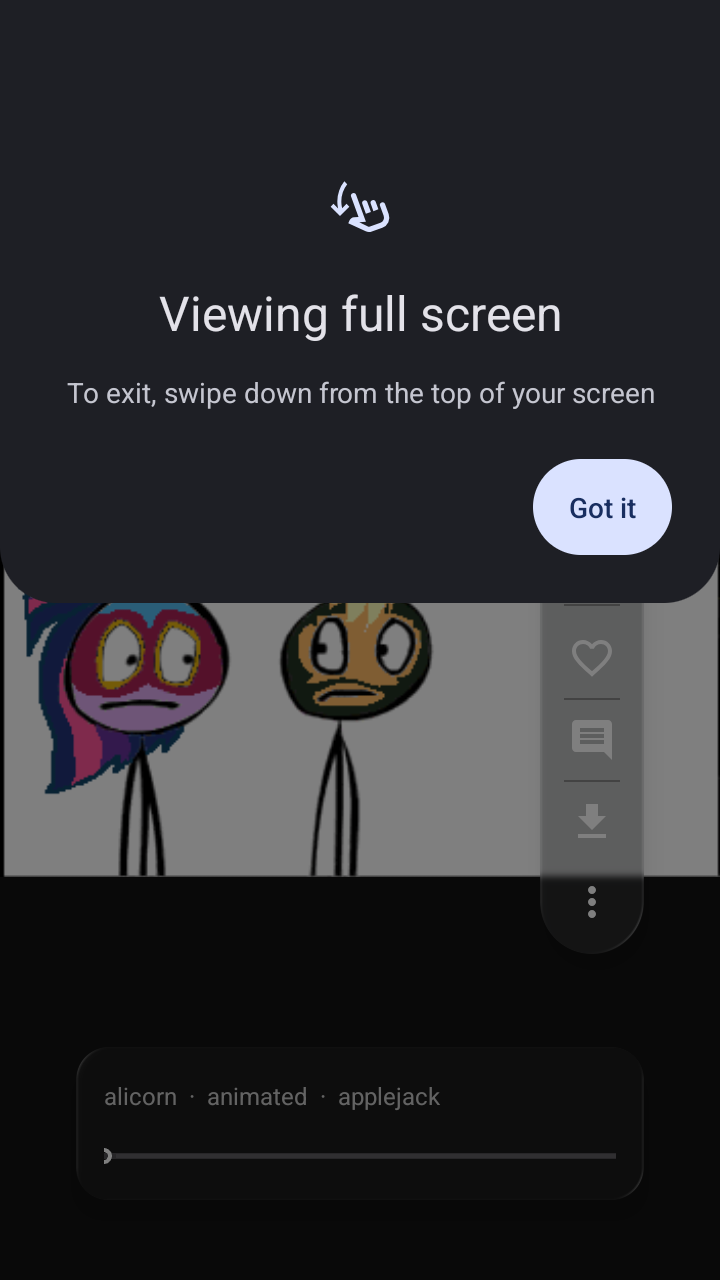 Viewing full screen
To exit, swipe down from the top of your screen
Got it
alicorn · animated · applejack